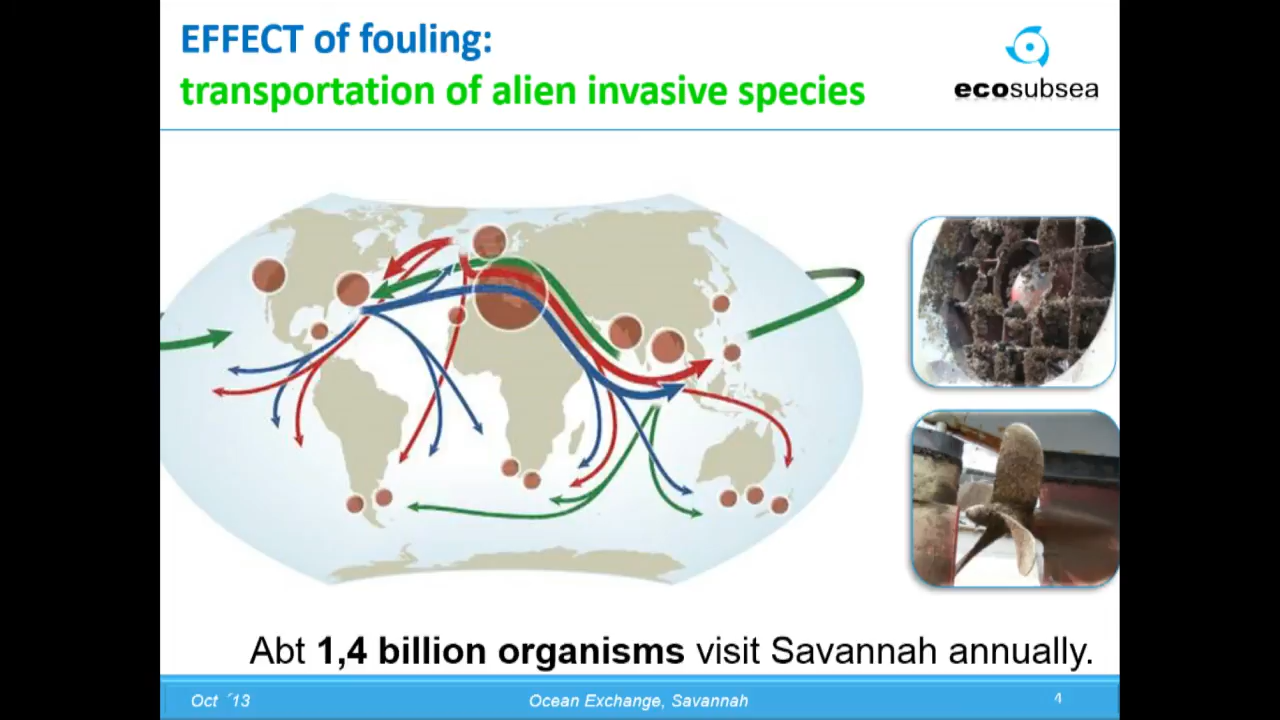 EFFECT of fouling:
transportation of alien invasive species
ecosubsea
Abt 1,4 billion organisms visit Savannah annually.
Oct ´13
Ocean Exchange, Savannah
4